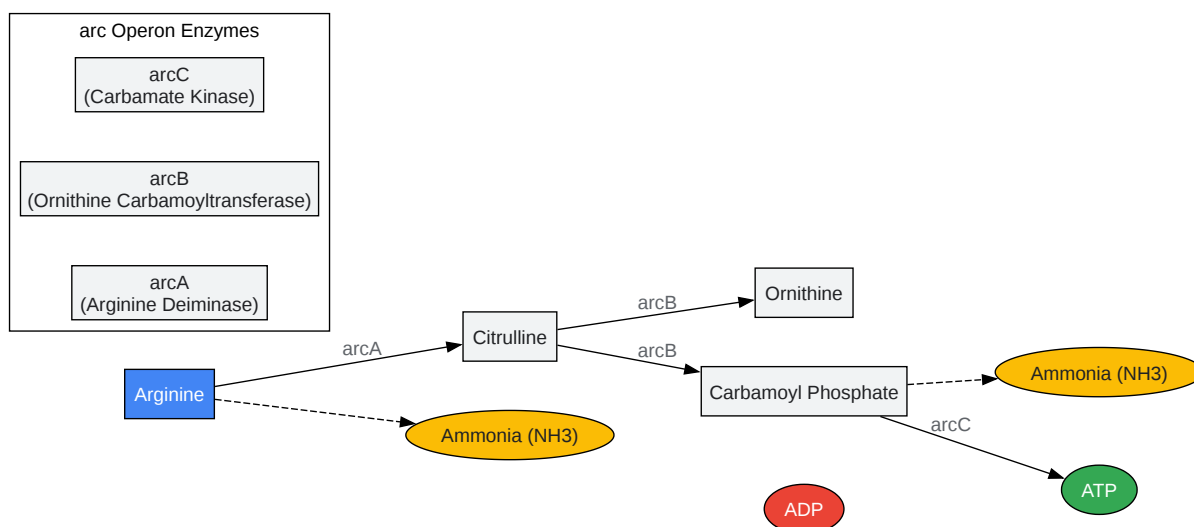 arc Operon Enzymes
arcC
(Carbamate Kinase)
arcB
(Ornithine Carbamoyltransferase)
arcA
(Arginine Deiminase)
Arginine
arcA
Citrulline
arcB
Ornithine
arcB
Carbamoyl Phosphate
Ammonia (NH3)
Ammonia (NH3)
arcC
ATP
ADP